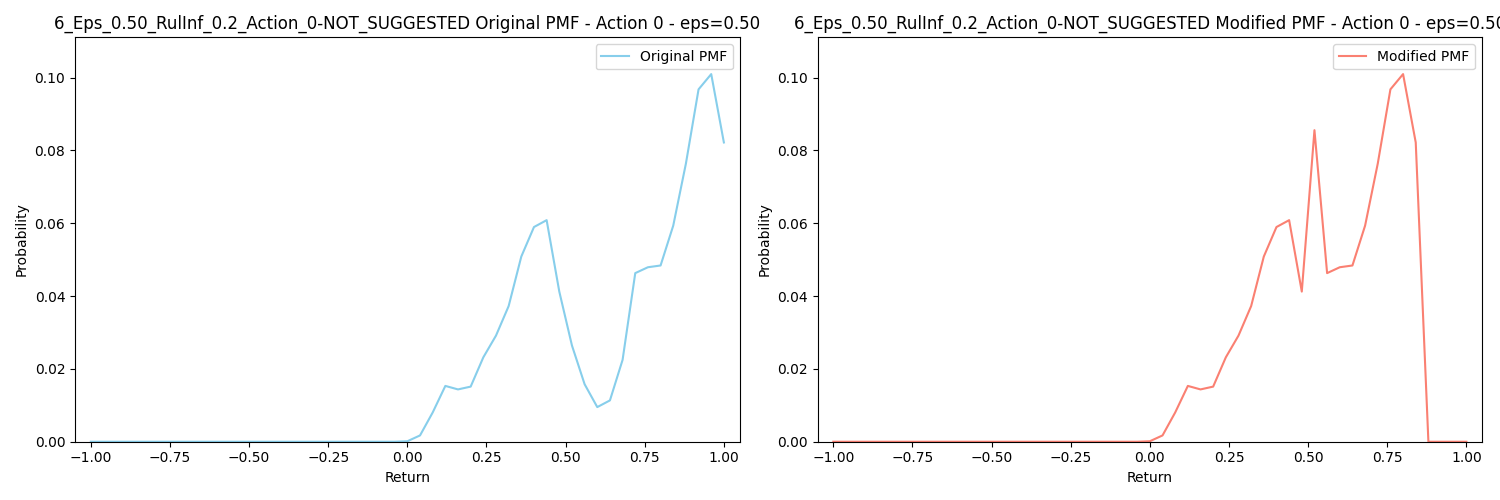 6_Eps_0.50_RulInf_0.2_Action_0-NOT_SUGGESTED Original PMF - Action 0 - eps=0.50
Original PMF
0.10
0.08
0.06
0.04
0.02
0.00
Probability
−1.00 −0.75 −0.50 −0.25 0.00 0.25 0.50 0.75 1.00
Return
6_Eps_0.50_RulInf_0.2_Action_0-NOT_SUGGESTED Modified PMF - Action 0 - eps=0.50
Modified PMF
0.10
0.08
0.06
0.04
0.02
0.00
Probability
−1.00 −0.75 −0.50 −0.25 0.00 0.25 0.50 0.75 1.00
Return